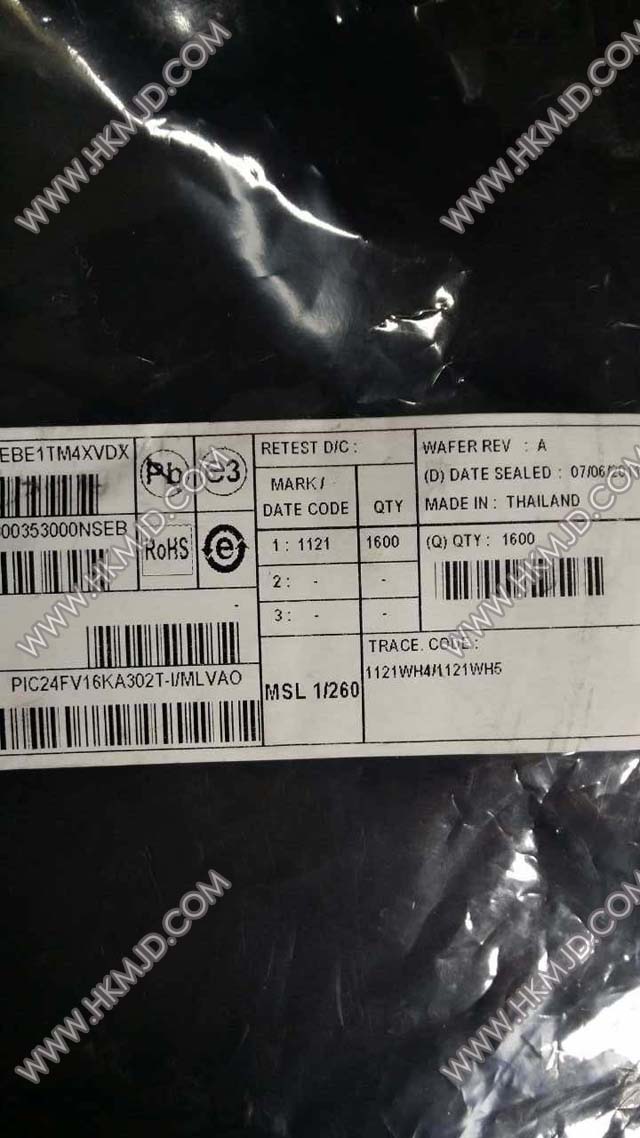 WWW.HKMJD.COM
WWW.HKMJD.COM
EBE1TM4XVDX
Pb
e3
RETEST D/C :
WAFER REV : A
(D) DATE SEALED : 07/06/201
MADE IN : THAILAND
MARK /
DATE CODE
QTY
00353000NSEB
RoHS
e
1 : 1121
1600
(Q) QTY : 1600
2 : -
-
3 : -
-
-
TRACE. CODE :
1121WH4/1121WH5
PIC24FV16KA302T-I/MLVAO
MSL 1/260
WWW.HKMJD.COM
WWW.HKMJD.COM
WWW.HKMJD.COM
WWW.HKMJD.COM